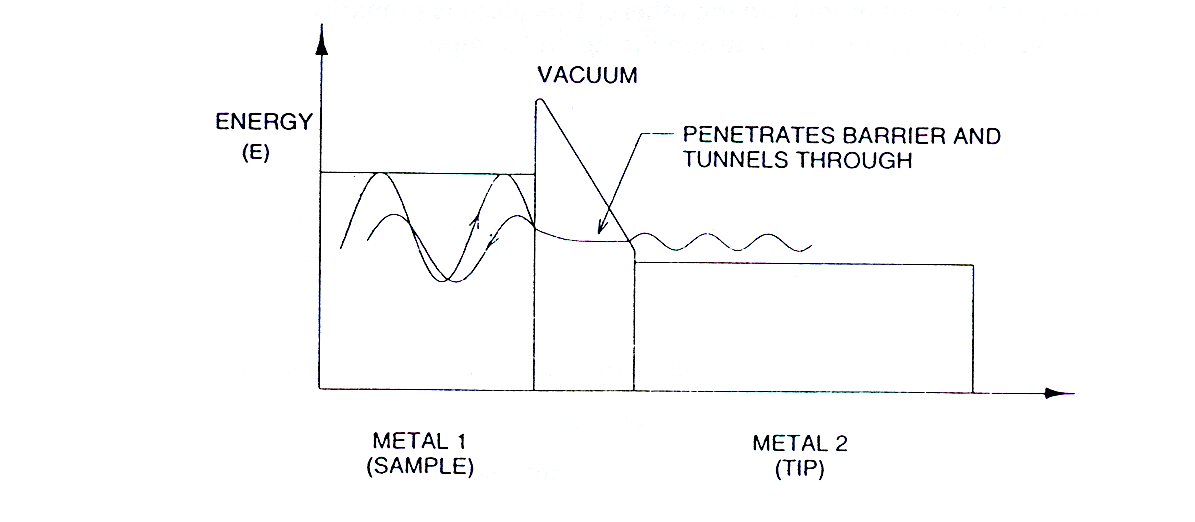 VACUUM
ENERGY
(E)
PENETRATES BARRIER AND
TUNNELS THROUGH
METAL 1
(SAMPLE)
METAL 2
(TIP)